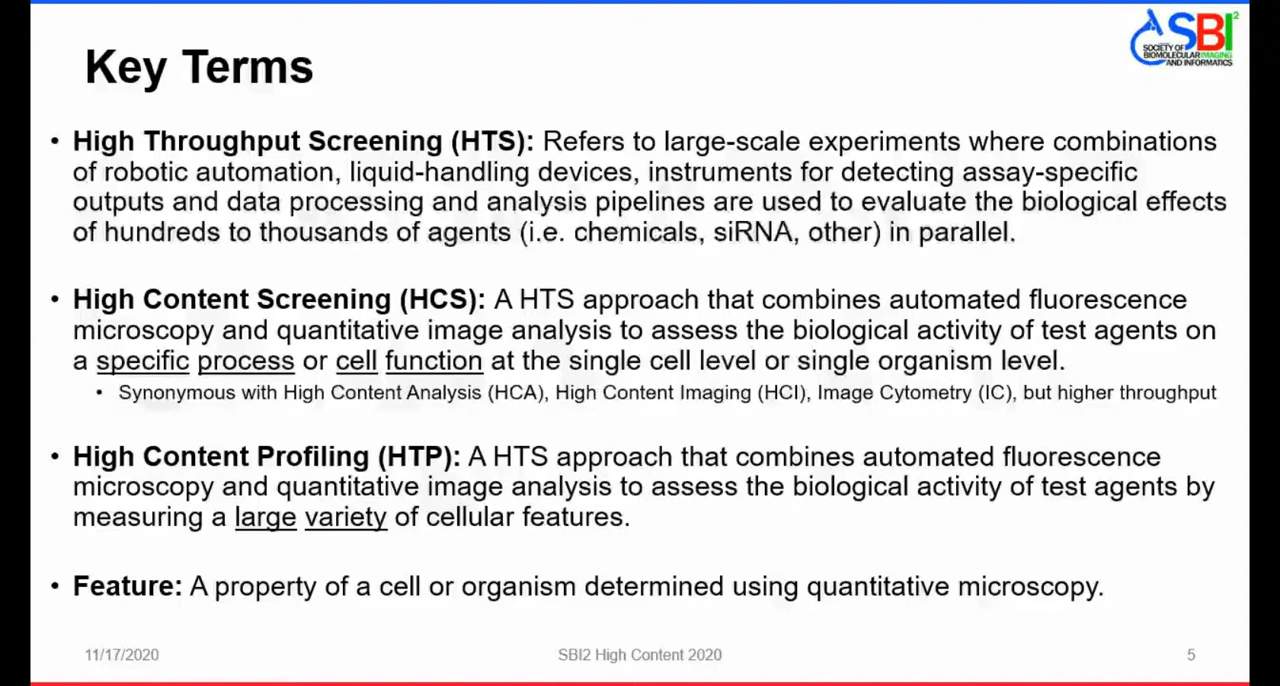 SBI²
SOCIETY OF
BIOMOLECULAR IMAGING
AND INFORMATICS
Key Terms
• High Throughput Screening (HTS): Refers to large-scale experiments where combinations
of robotic automation, liquid-handling devices, instruments for detecting assay-specific
outputs and data processing and analysis pipelines are used to evaluate the biological effects
of hundreds to thousands of agents (i.e. chemicals, siRNA, other) in parallel.
• High Content Screening (HCS): A HTS approach that combines automated fluorescence
microscopy and quantitative image analysis to assess the biological activity of test agents on
a specific process or cell function at the single cell level or single organism level.
• Synonymous with High Content Analysis (HCA), High Content Imaging (HCI), Image Cytometry (IC), but higher throughput
• High Content Profiling (HTP): A HTS approach that combines automated fluorescence
microscopy and quantitative image analysis to assess the biological activity of test agents by
measuring a large variety of cellular features.
• Feature: A property of a cell or organism determined using quantitative microscopy.
11/17/2020
SBI2 High Content 2020
5